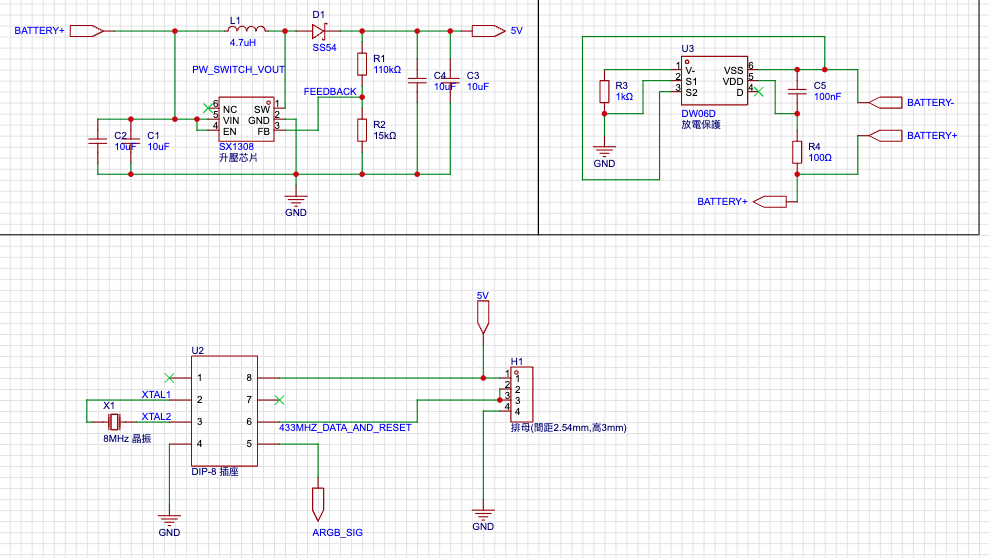 BATTERY+
L1
4.7uH
D1
SS54
5V
PW_SWITCH_VOUT
R1
110kΩ
C4
10uF
C3
10uF
FEEDBACK
R2
15kΩ
6 NC SW 1
5 VIN GND 2
4 EN FB 3
SX1308
升壓芯片
C2
10uF
C1
10uF
GND
U3
1 V- VSS 6
2 S1 VDD 5
3 S2 D 4
DW06D
放電保護
R3
1kΩ
GND
C5
100nF
R4
100Ω
BATTERY-
BATTERY+
BATTERY+
5V
U2
1 8
2 7
3 6
4 5
DIP-8 插座
XTAL1
X1
XTAL2
8MHz 晶振
GND
433MHZ_DATA_AND_RESET
ARGB_SIG
H1
1 1
2 2
3 3
4 4
排母(間距2.54mm,高3mm)
GND